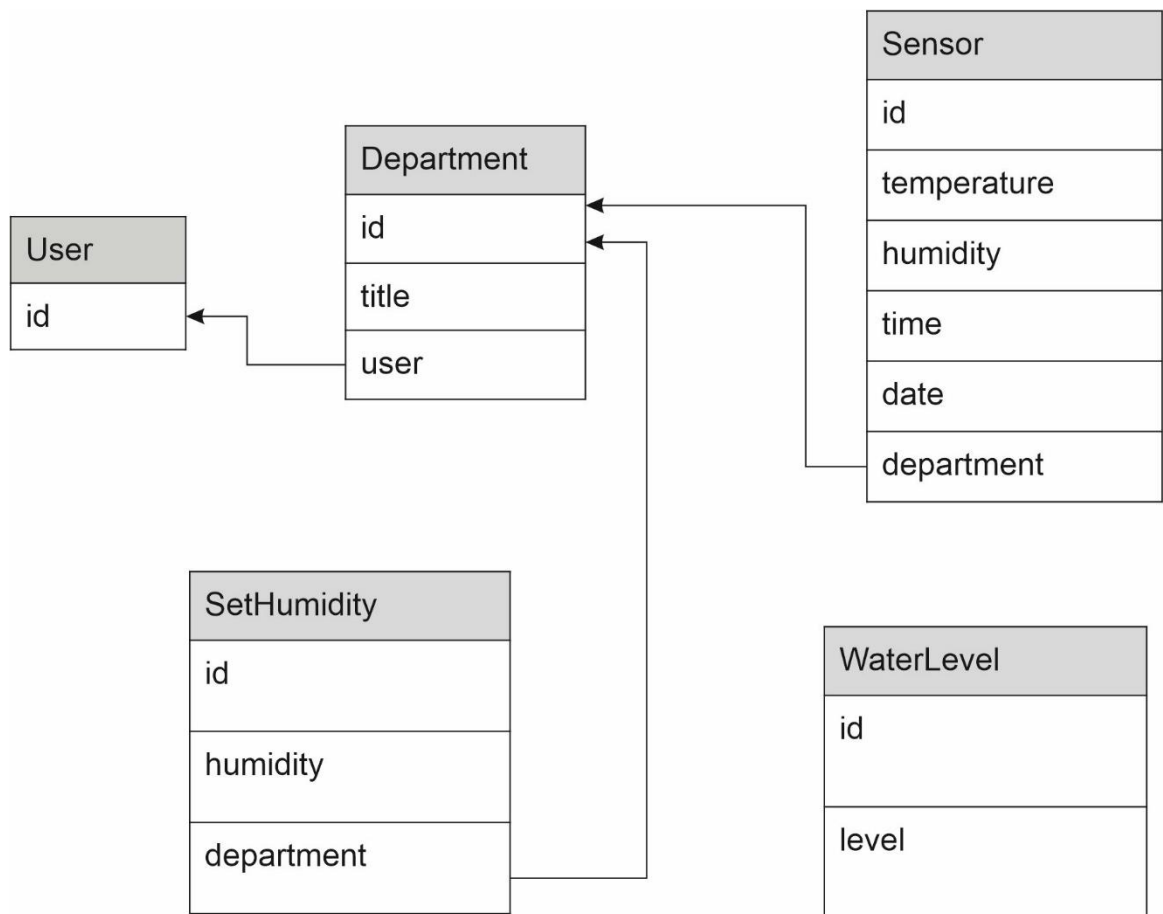 User
id
Department
id
title
user
Sensor
id
temperature
humidity
time
date
department
SetHumidity
id
humidity
department
WaterLevel
id
level